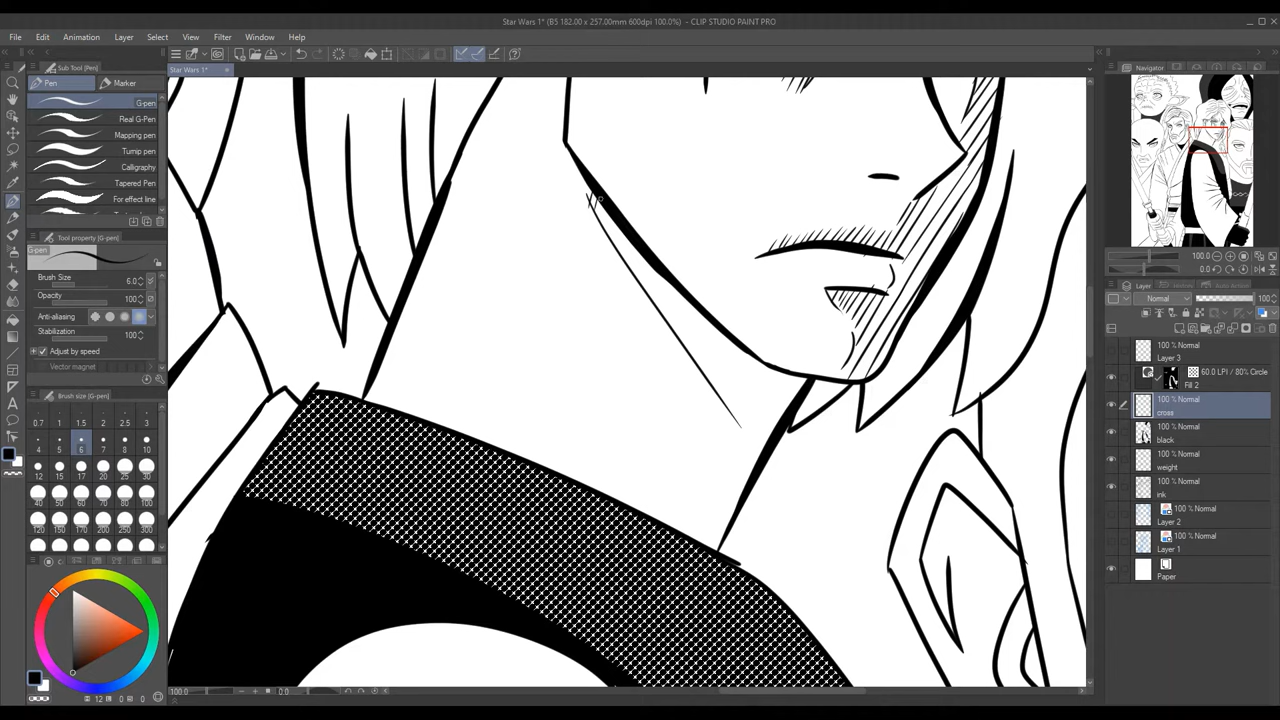 Star Wars 1* (B5 182.00 x 257.00mm 600dpi 100.0%) - CLIP STUDIO PAINT PRO
File Edit Animation Layer Select View Filter Window Help
Sub Tool [Pen]
Star Wars 1*
Navigator
Pen Marker
G-pen
Real G-Pen
Mapping pen
Turnip pen
Calligraphy
Tapered Pen
For effect line
Tool property [G-pen]
G-pen
Brush Size 6.0
Opacity 100
Anti-aliasing
Stabilization 100
Adjust by speed
Vector magnet
Brush size [G-pen]
0.7 1 1.5 2 2.5 3
4 5 6 7 8 10
12 15 17 20 25 30
40 50 60 70 80 100
120 150 170 200 250 300
12 0 0
100.0 0.0
100.0 0.0
Layer Search layer Auto Action
Normal 100
100 % Normal
Layer 3
60.0 LPI / 80% Circle
Fill 2
100 % Normal
cross
100 % Normal
black
100 % Normal
weight
100 % Normal
ink
100 % Normal
Layer 2
100 % Normal
Layer 1
Paper